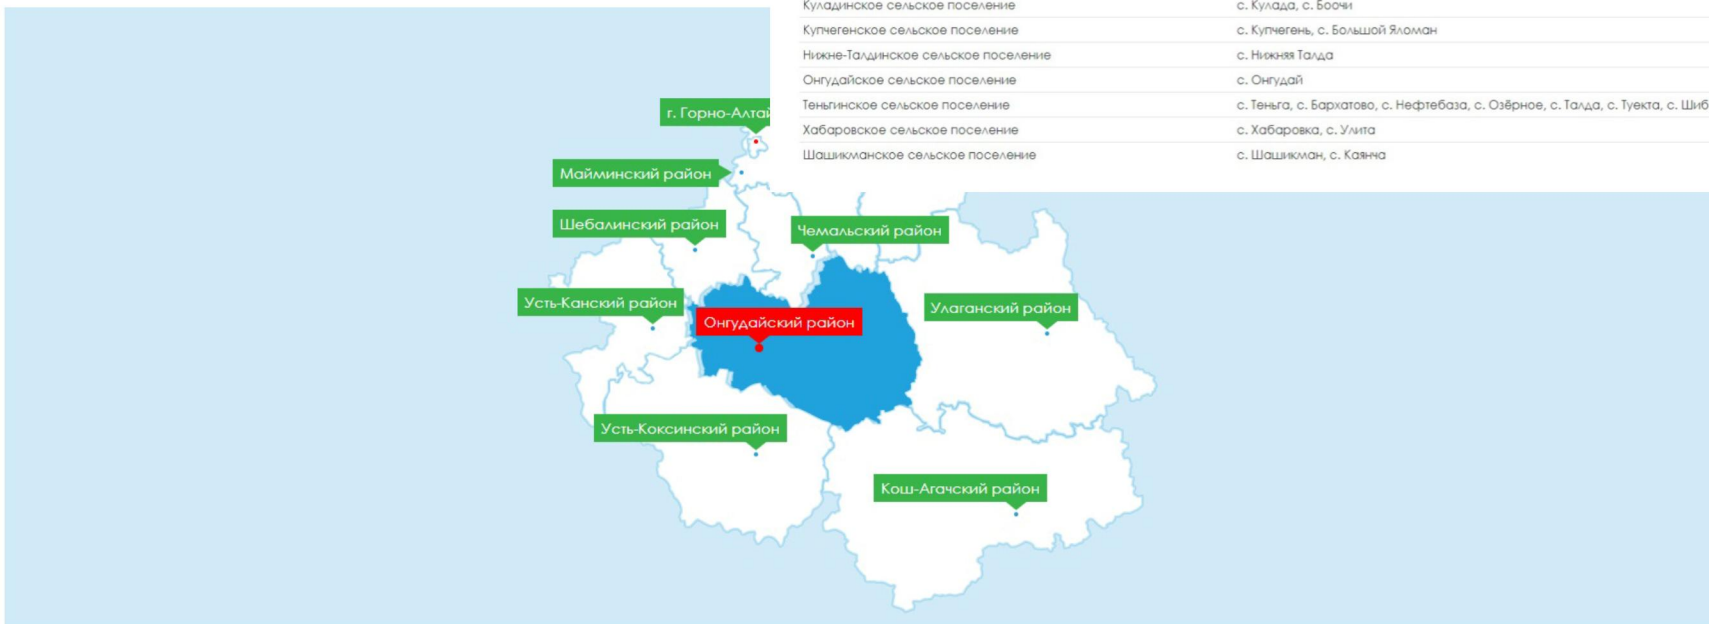 Куладинское сельское поселение с. Кулада, с. Боочи
Купчегенское сельское поселение с. Купчегень, с. Большой Яломан
Нижне-Талдинское сельское поселение с. Нижняя Талда
Онгудайское сельское поселение с. Онгудай
Теньгинское сельское поселение с. Теньга, с. Бархатово, с. Нефтебаза, с. Озёрное, с. Талда, с. Туекта, с. Шиб
Хабаровское сельское поселение с. Хабаровка, с. Улита
Шашикманское сельское поселение с. Шашикман, с. Каянча
г. Горно-Алтай
Майминский район
Шебалинский район
Чемальский район
Усть-Канский район
Улаганский район
Онгудайский район
Усть-Коксинский район
Кош-Агачский район